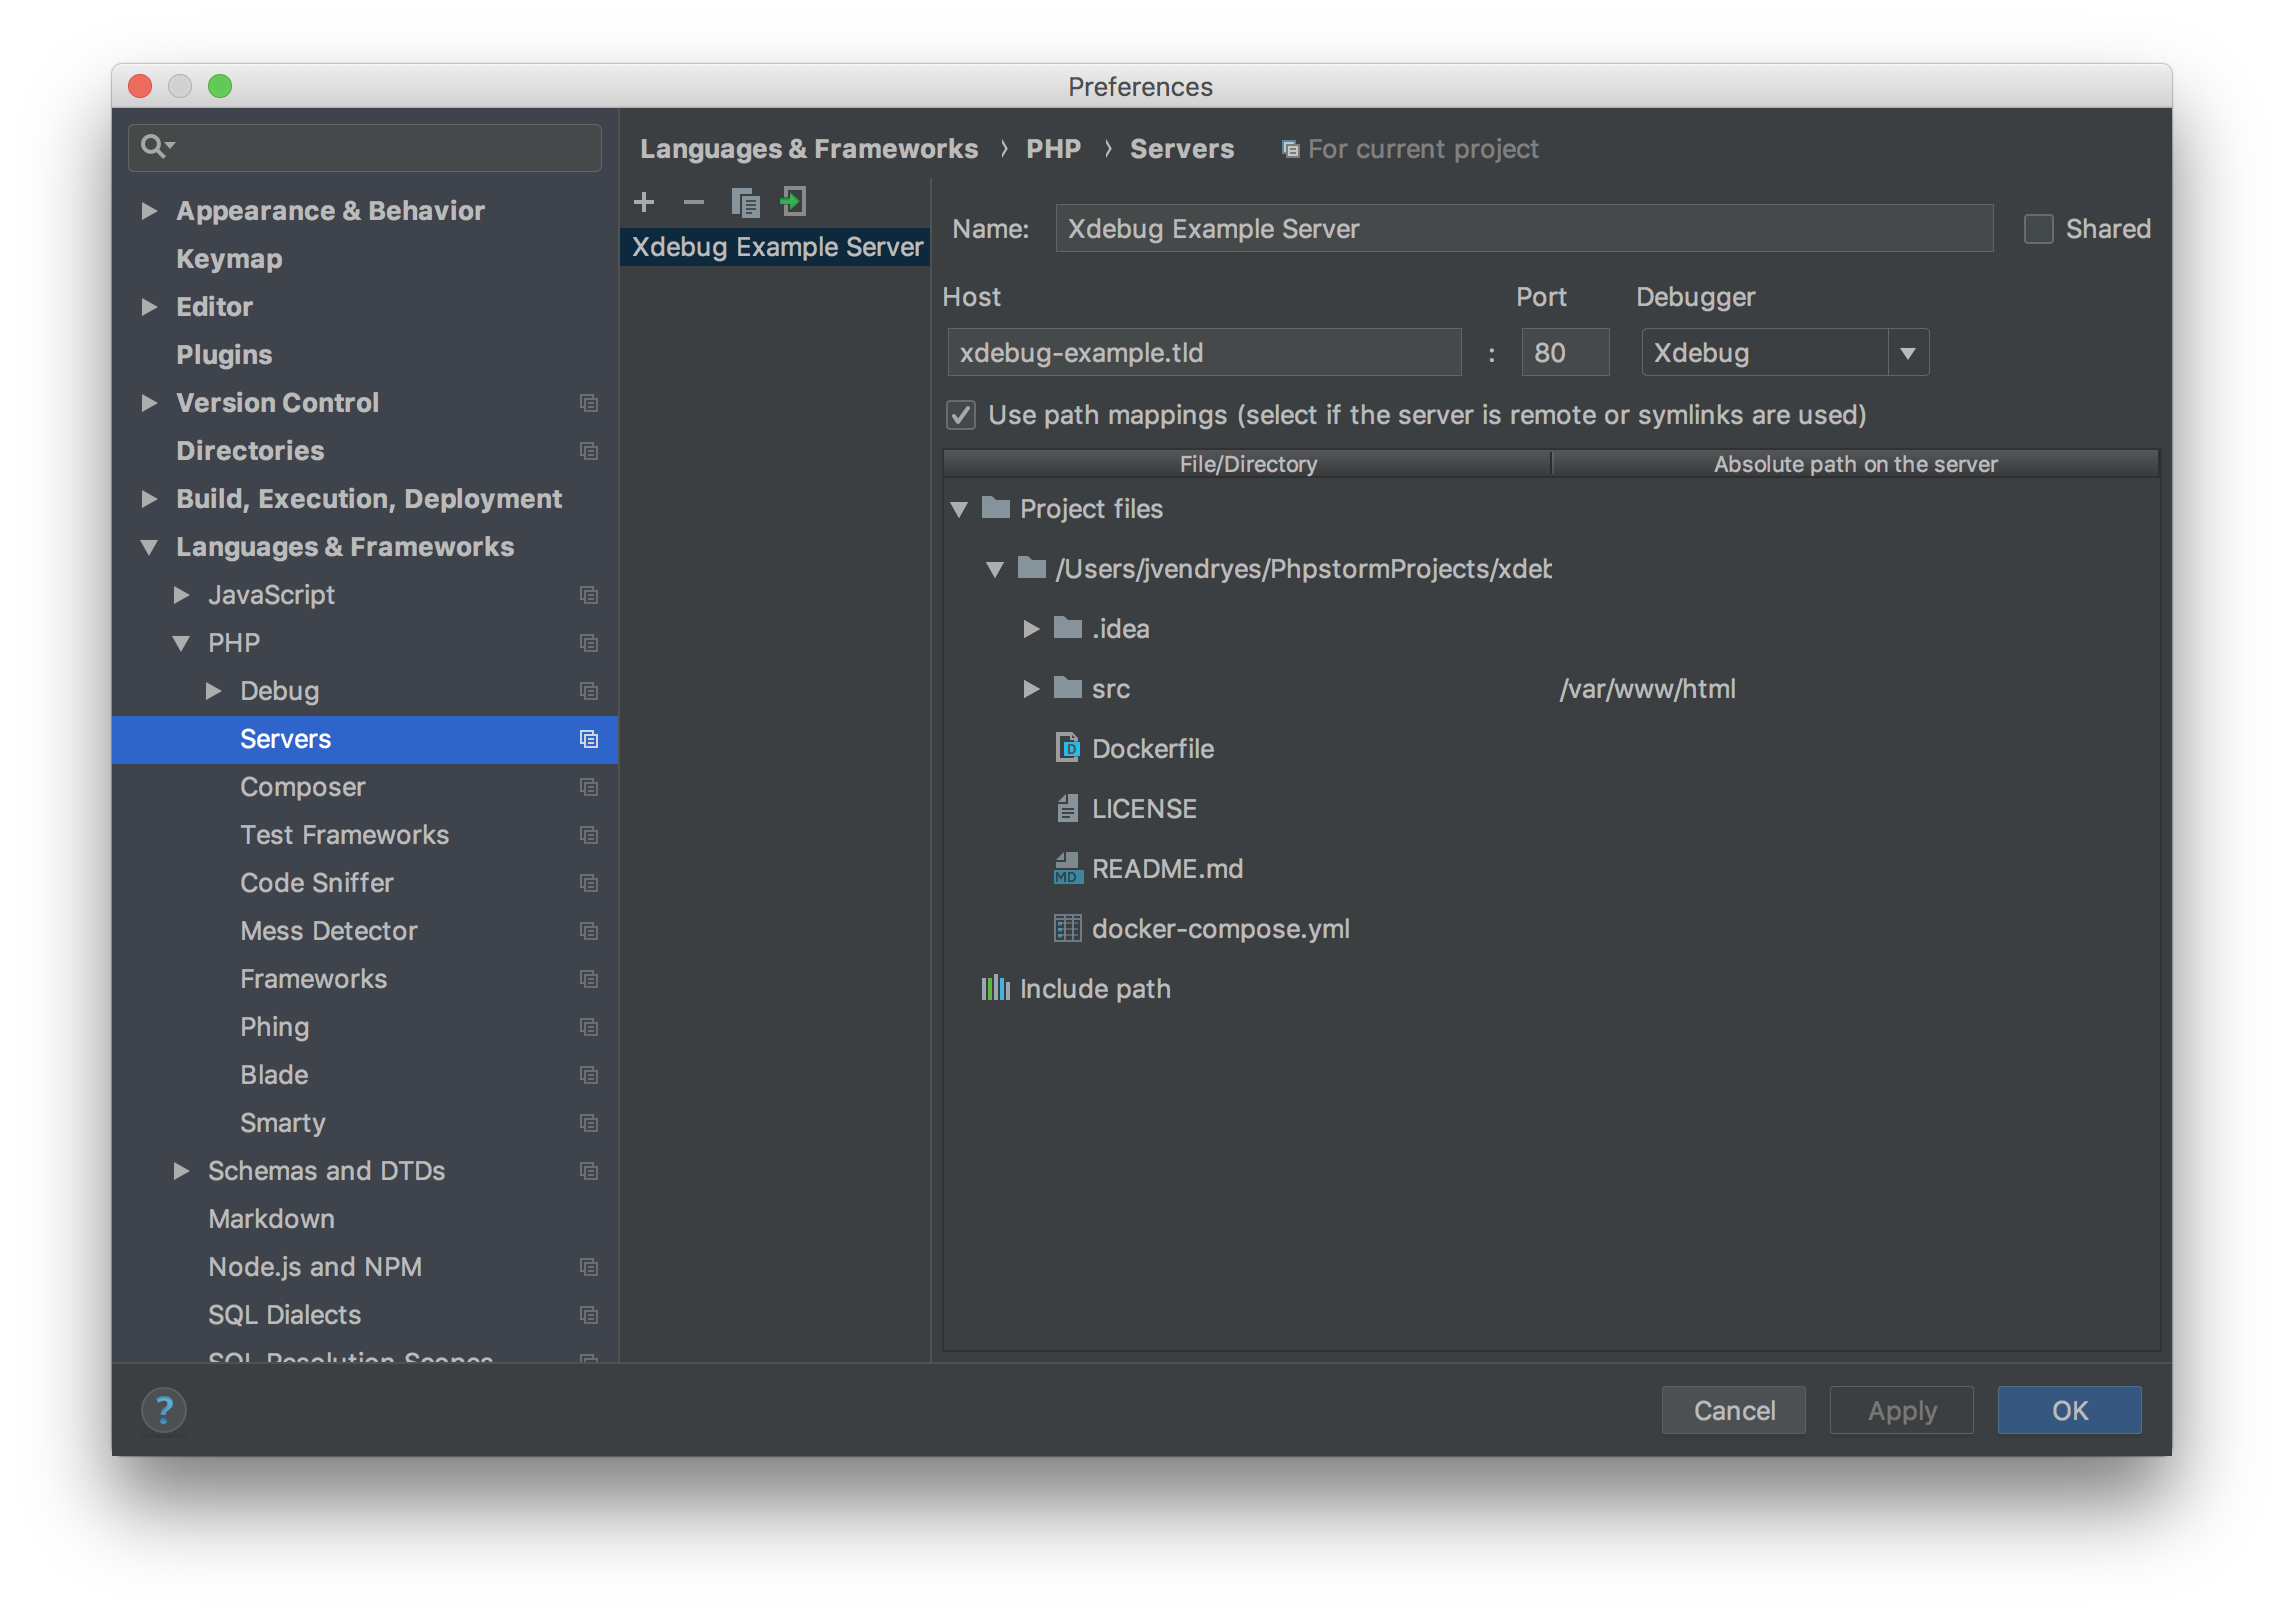 Preferences
Languages & Frameworks › PHP › Servers For current project
Appearance & Behavior
Keymap
Editor
Plugins
Version Control
Directories
Build, Execution, Deployment
Languages & Frameworks
JavaScript
PHP
Debug
Servers
Composer
Test Frameworks
Code Sniffer
Mess Detector
Frameworks
Phing
Blade
Smarty
Schemas and DTDs
Markdown
Node.js and NPM
SQL Dialects
SQL Resolution Scopes
Xdebug Example Server
Name: Xdebug Example Server Shared
Host Port Debugger
xdebug-example.tld : 80 Xdebug
Use path mappings (select if the server is remote or symlinks are used)
File/Directory Absolute path on the server
Project files
/Users/jvendryes/PhpstormProjects/xdeb
.idea
src /var/www/html
D Dockerfile
LICENSE
MD README.md
docker-compose.yml
Include path
? Cancel Apply OK